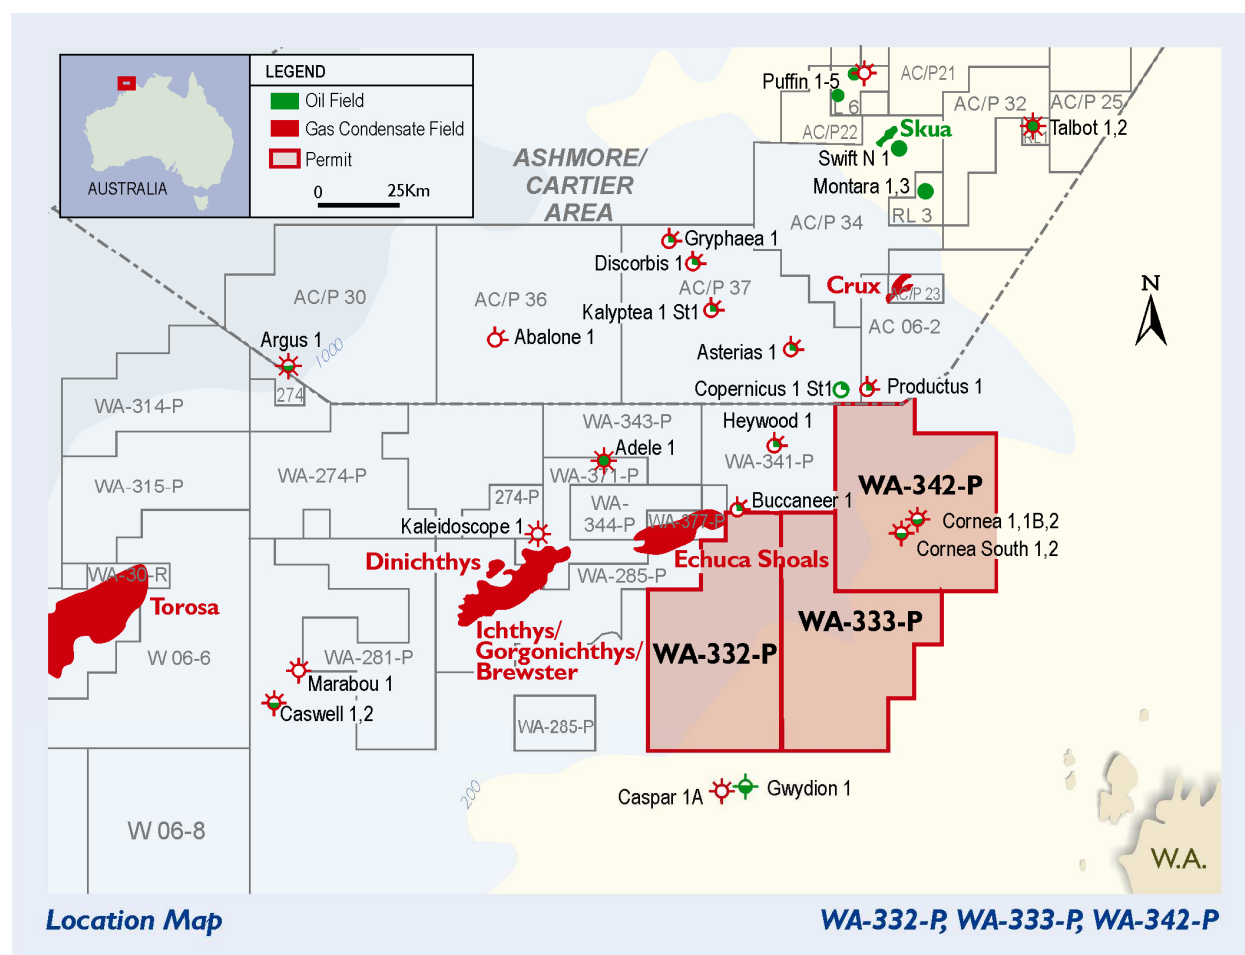 LEGEND
Oil Field
Gas Condensate Field
Permit
0 25Km
AUSTRALIA
ASHMORE/
CARTIER
AREA
Puffin 1-5
L 6
AC/P21
AC/P 32
AC/P 25
AC/P22
Skua
RL 1
Talbot 1,2
Swift N 1
Montara 1,3
RL 3
AC/P 34
Gryphaea 1
Discorbis 1
AC/P 30
AC/P 36
AC/P 37
Kalyptea 1 St1
Crux
AC/P 23
AC 06-2
N
Argus 1
1000
Abalone 1
Asterias 1
274
Copernicus 1 St1
Productus 1
WA-314-P
WA-343-P
Heywood 1
Adele 1
WA-341-P
WA-274-P
WA-371-P
WA-315-P
274-P
WA-
344-P
WA-377-P
Buccaneer 1
WA-342-P
Cornea 1,1B,2
Cornea South 1,2
Kaleidoscope 1
Dinichthys
Echuca Shoals
WA-30-R
WA-285-P
Torosa
Ichthys/
Gorgonichthys/
Brewster
WA-333-P
WA-332-P
W 06-6
WA-281-P
Marabou 1
Caswell 1,2
WA-285-P
200
Caspar 1A
Gwydion 1
W 06-8
W.A.
Location Map
WA-332-P, WA-333-P, WA-342-P